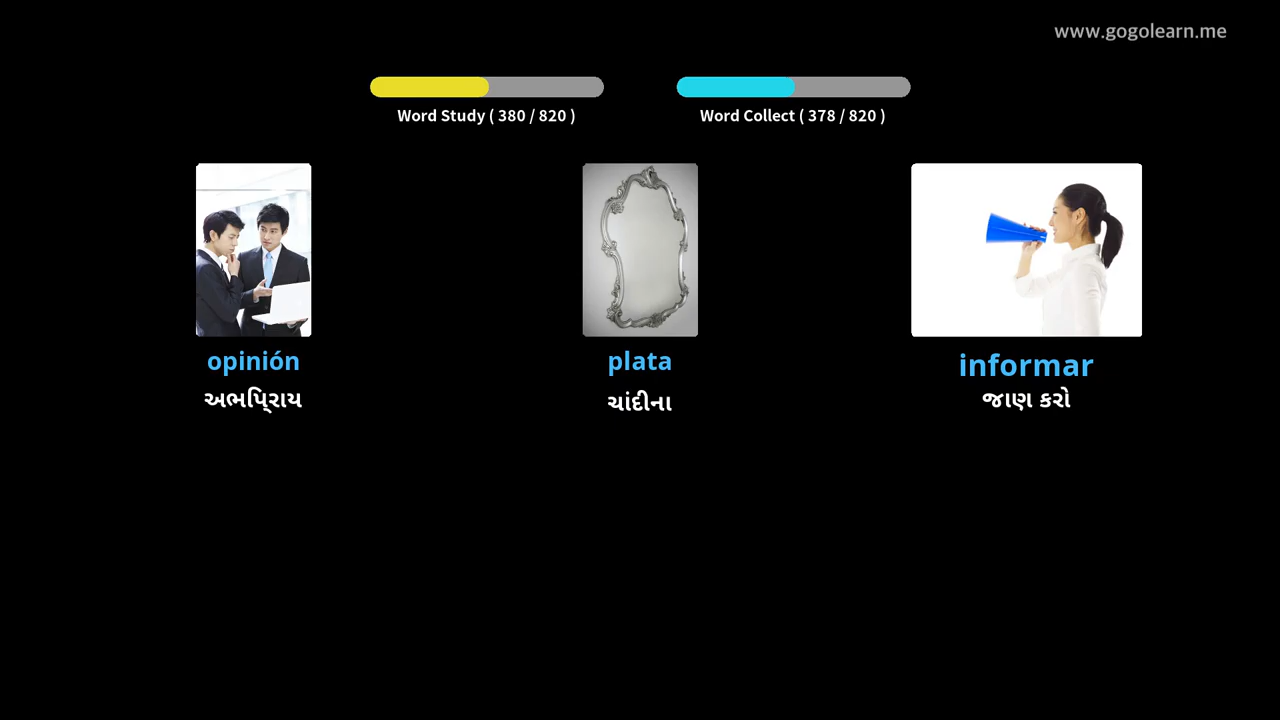 www.gogolearn.me
Word Study ( 380 / 820 )
Word Collect ( 378 / 820 )
opinión
plata
informar
અભિપ્રાય
ચાંદીના
જાણ કરો